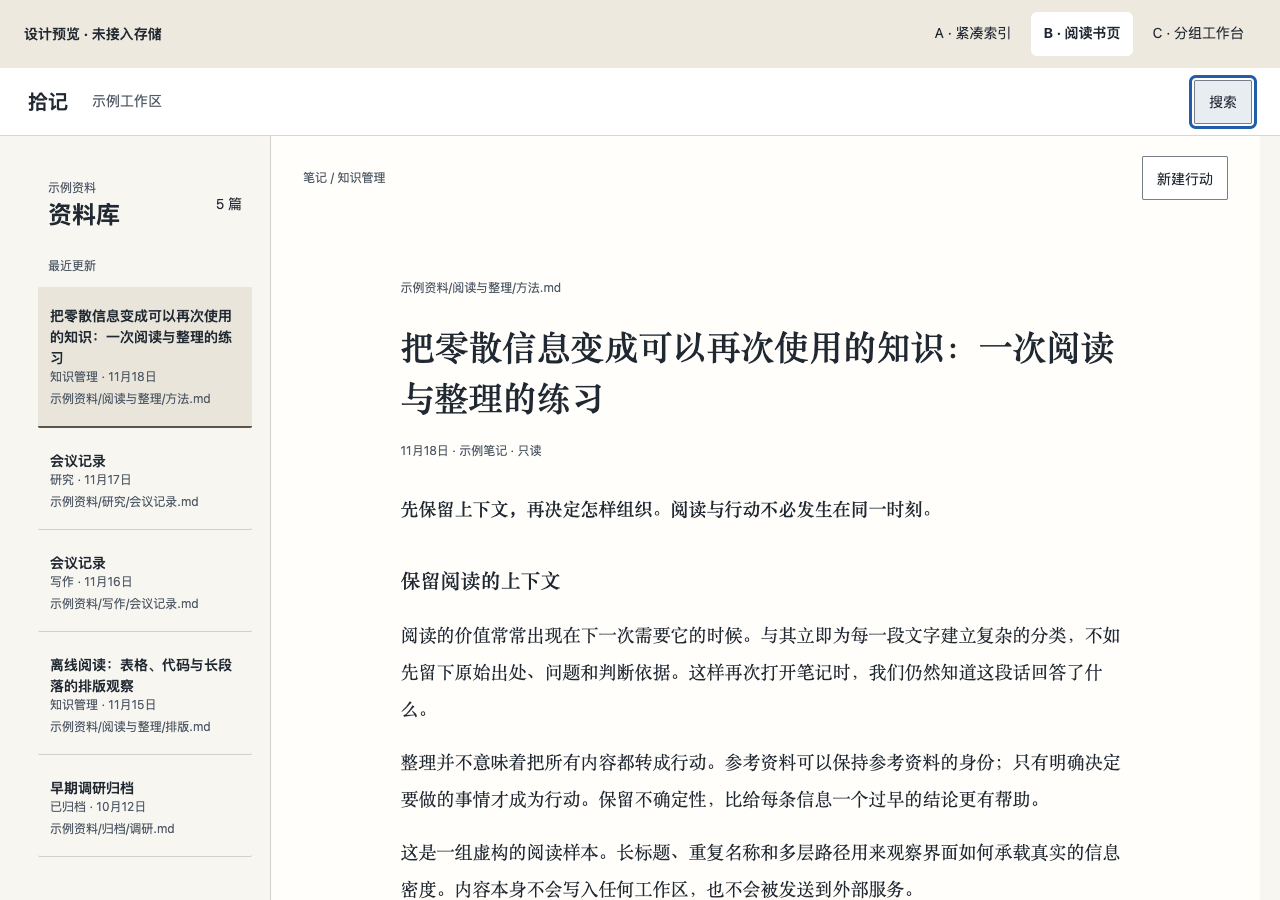 设计预览 · 未接入存储
A · 紧凑索引
B · 阅读书页
C · 分组工作台
拾记
示例工作区
搜索
示例资料
资料库
5 篇
最近更新
把零散信息变成可以再次使用
的知识：一次阅读与整理的练
习
知识管理 · 11月18日
示例资料/阅读与整理/方法.md
会议记录
研究 · 11月17日
示例资料/研究/会议记录.md
会议记录
写作 · 11月16日
示例资料/写作/会议记录.md
离线阅读：表格、代码与长段
落的排版观察
知识管理 · 11月15日
示例资料/阅读与整理/排版.md
早期调研归档
已归档 · 10月12日
示例资料/归档/调研.md
笔记 / 知识管理
新建行动
示例资料/阅读与整理/方法.md
把零散信息变成可以再次使用的知识：一次阅读
与整理的练习
11月18日 · 示例笔记 · 只读
先保留上下文，再决定怎样组织。阅读与行动不必发生在同一时刻。
保留阅读的上下文
阅读的价值常常出现在下一次需要它的时候。与其立即为每一段文字建立复杂的分类，不如
先留下原始出处、问题和判断依据。这样再次打开笔记时，我们仍然知道这段话回答了什
么。
整理并不意味着把所有内容都转成行动。参考资料可以保持参考资料的身份；只有明确决定
要做的事情才成为行动。保留不确定性，比给每条信息一个过早的结论更有帮助。
这是一组虚构的阅读样本。长标题、重复名称和多层路径用来观察界面如何承载真实的信息
密度。内容本身不会写入任何工作区，也不会被发送到外部服务。